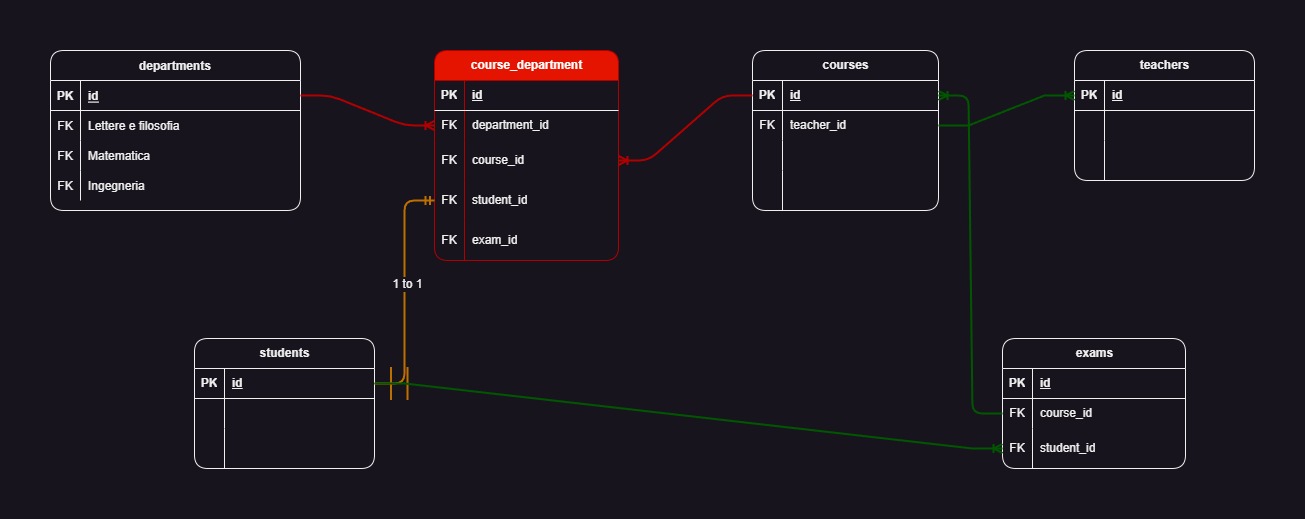 departments
PK id
FK Lettere e filosofia
FK Matematica
FK Ingegneria
course_department
PK id
FK department_id
FK course_id
FK student_id
FK exam_id
courses
PK id
FK teacher_id
teachers
PK id
1 to 1
students
PK id
exams
PK id
FK course_id
FK student_id